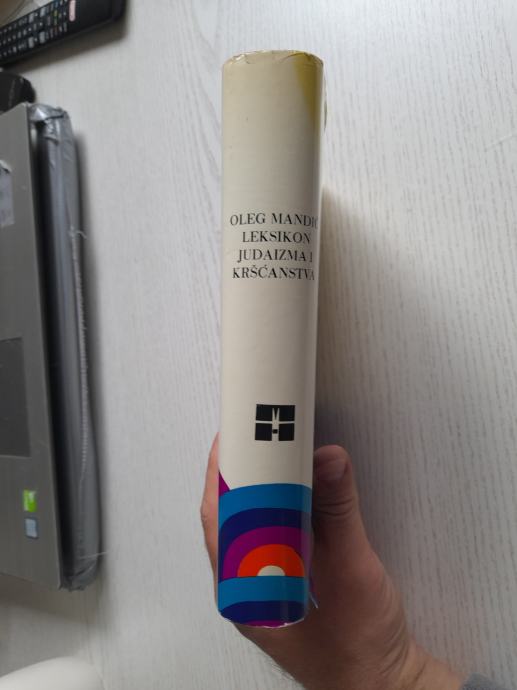 OLEG MANDIĆ
LEKSIKON
JUDAIZMA I
KRŠĆANSTVA